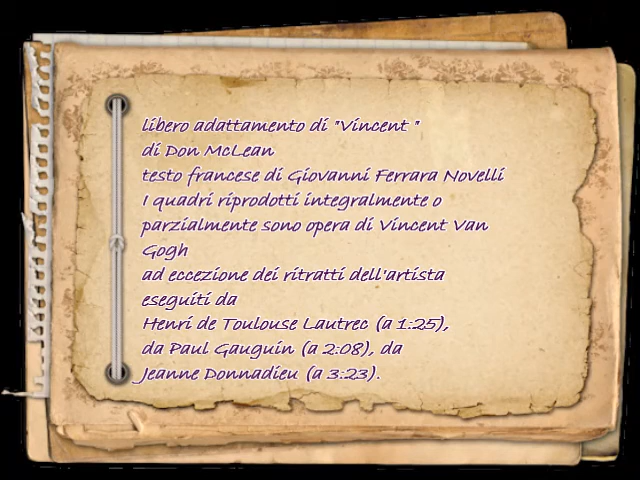 libero adattamento di "Vincent "
di Don McLean
testo francese di Giovanni Ferrara Novelli
I quadri riprodotti integralmente o
parzialmente sono opera di Vincent Van
Gogh
ad eccezione dei ritratti dell'artista
eseguiti da
Henri de Toulouse Lautrec (a 1:25),
da Paul Gauguin (a 2:08), da
Jeanne Donnadieu (a 3:23).